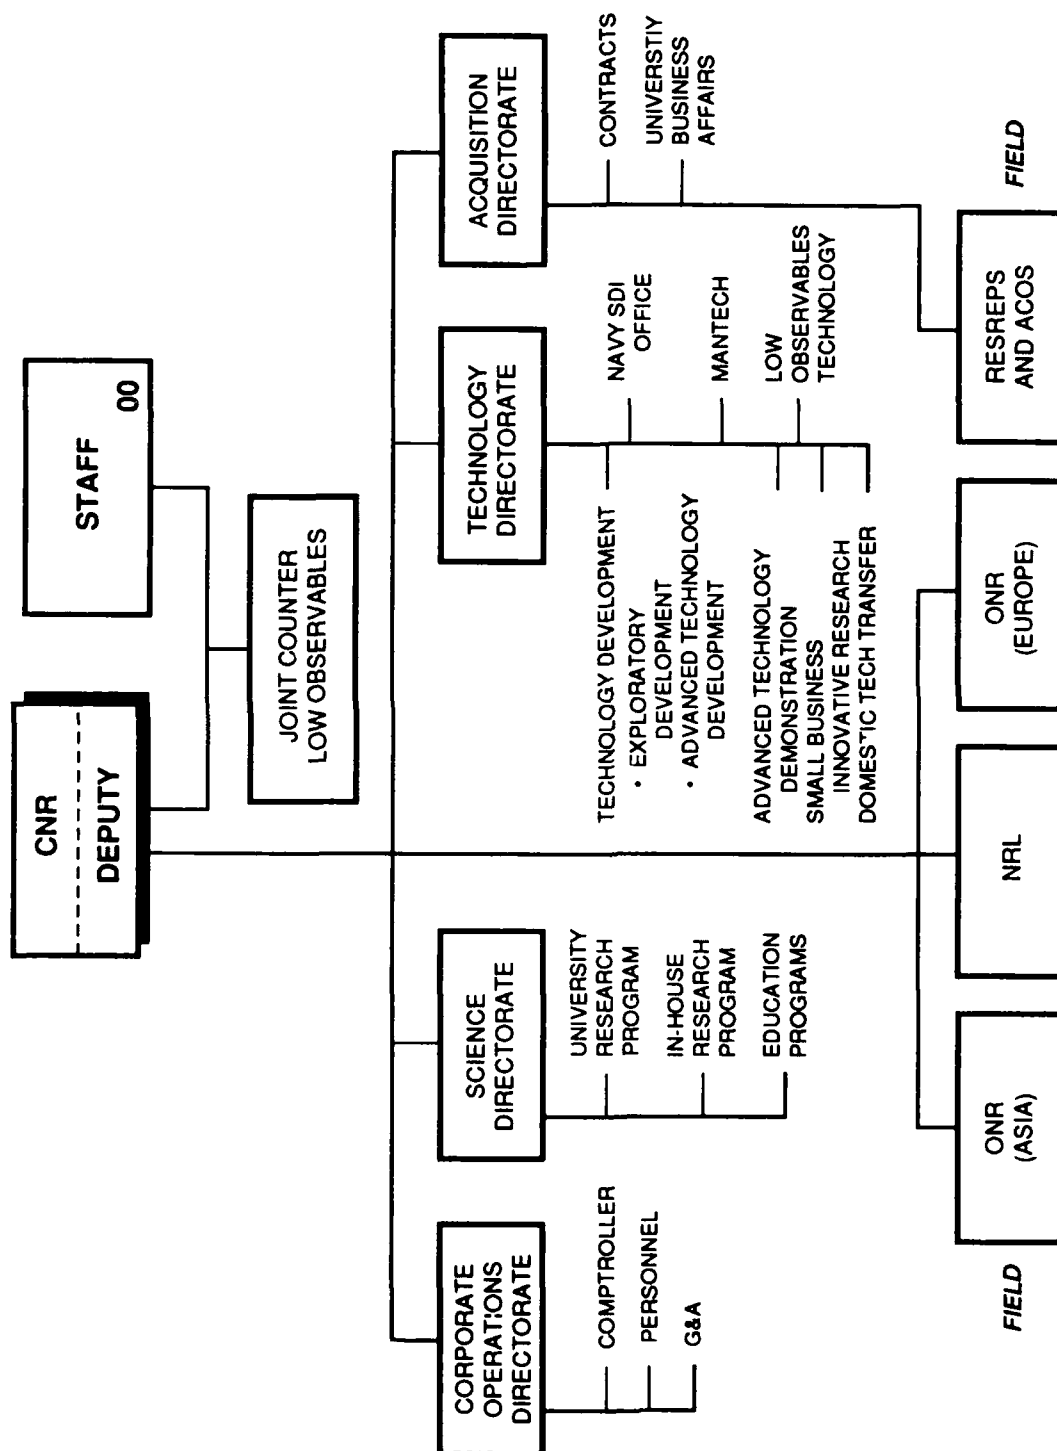 CNR
DEPUTY
STAFF
00
JOINT COUNTER
LOW OBSERVABLES
CORPORATE
OPERATIONS
DIRECTORATE
COMPTROLLER
PERSONNEL
G&A
SCIENCE
DIRECTORATE
UNIVERSITY
RESEARCH
PROGRAM
IN-HOUSE
RESEARCH
PROGRAM
EDUCATION
PROGRAMS
TECHNOLOGY
DIRECTORATE
TECHNOLOGY DEVELOPMENT
• EXPLORATORY
DEVELOPMENT
• ADVANCED TECHNOLOGY
DEVELOPMENT
ADVANCED TECHNOLOGY
DEMONSTRATION
SMALL BUSINESS
INNOVATIVE RESEARCH
DOMESTIC TECH TRANSFER
NAVY SDI
OFFICE
MANTECH
LOW
OBSERVABLES
TECHNOLOGY
ACQUISITION
DIRECTORATE
CONTRACTS
UNIVERSTIY
BUSINESS
AFFAIRS
FIELD
ONR
(ASIA)
NRL
ONR
(EUROPE)
RESREPS
AND ACOS
FIELD